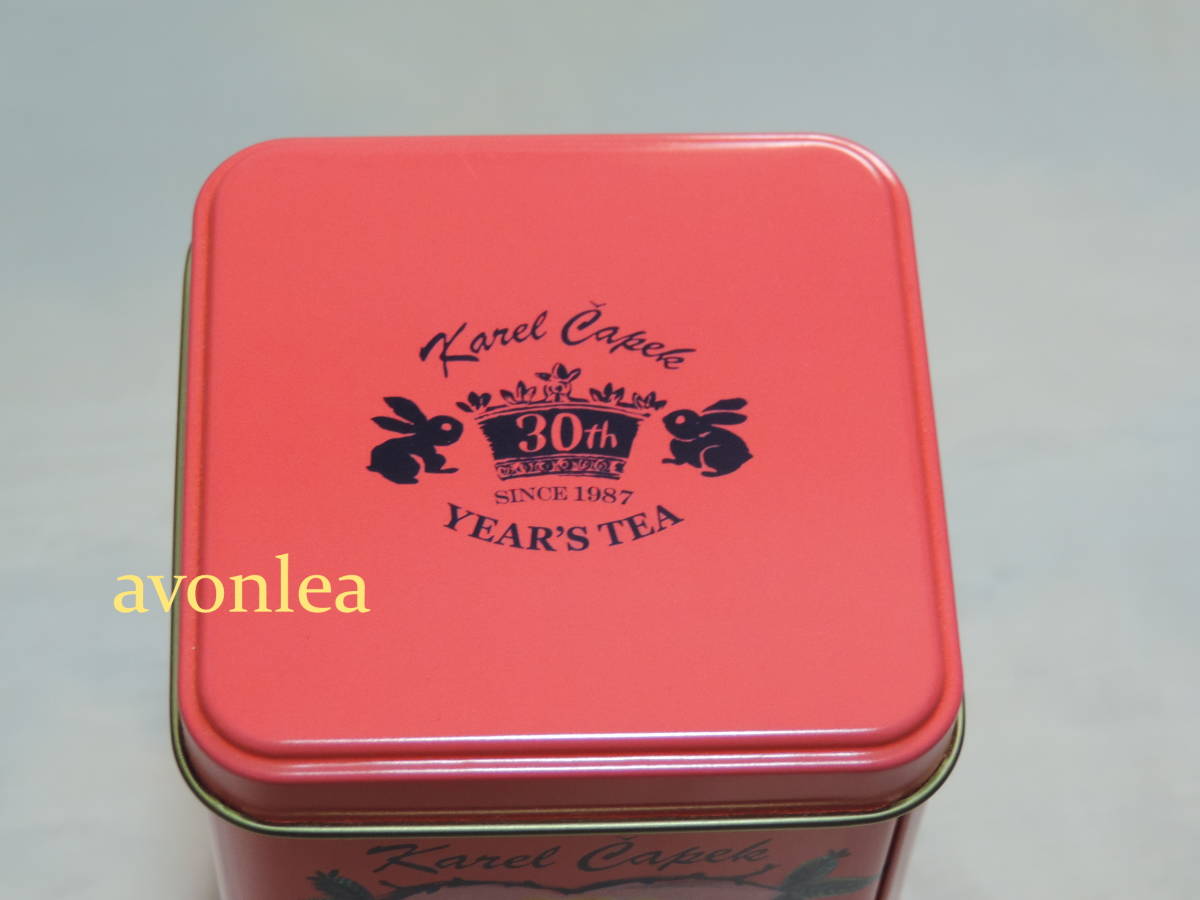 Karel Čapek
30th
SINCE 1987
YEAR'S TEA
avonlea
Karel Čapek